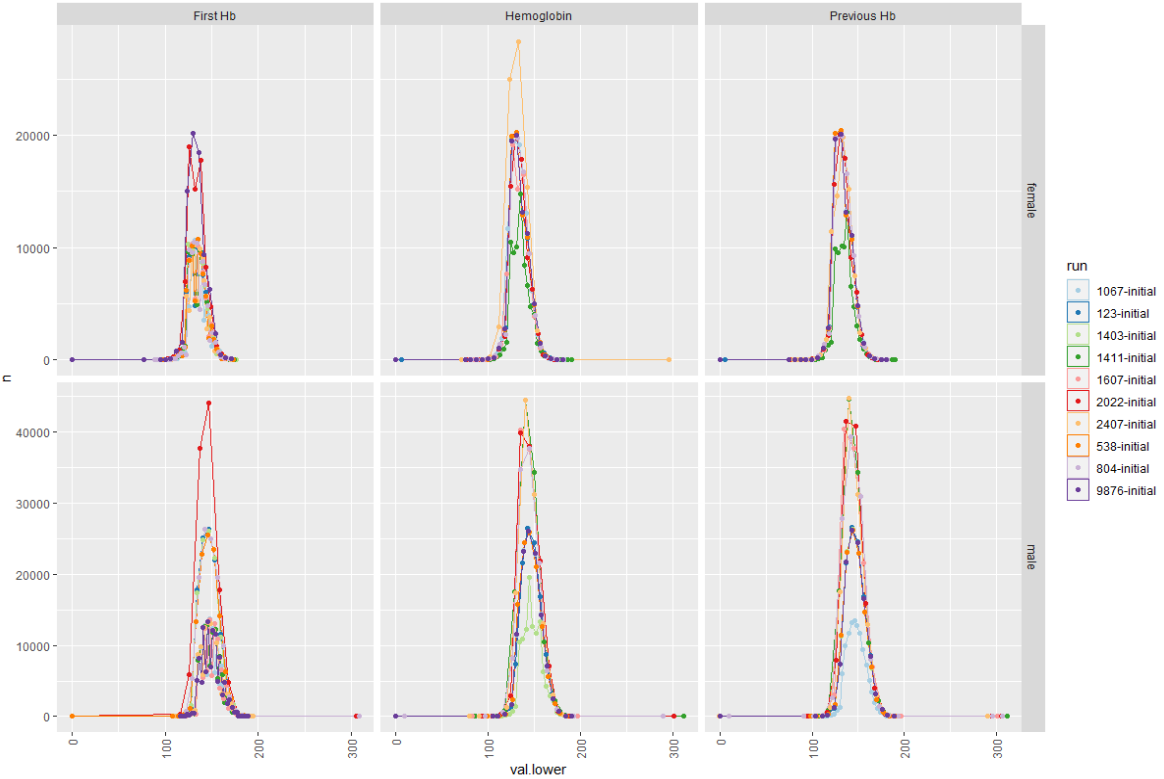 First Hb Hemoglobin Previous Hb
20000
10000
0
female
n
40000
30000
20000
10000
0
male
0 100 200 300 0 100 200 300 0 100 200 300
val.lower
run
1067-initial
123-initial
1403-initial
1411-initial
1607-initial
2022-initial
2407-initial
538-initial
804-initial
9876-initial